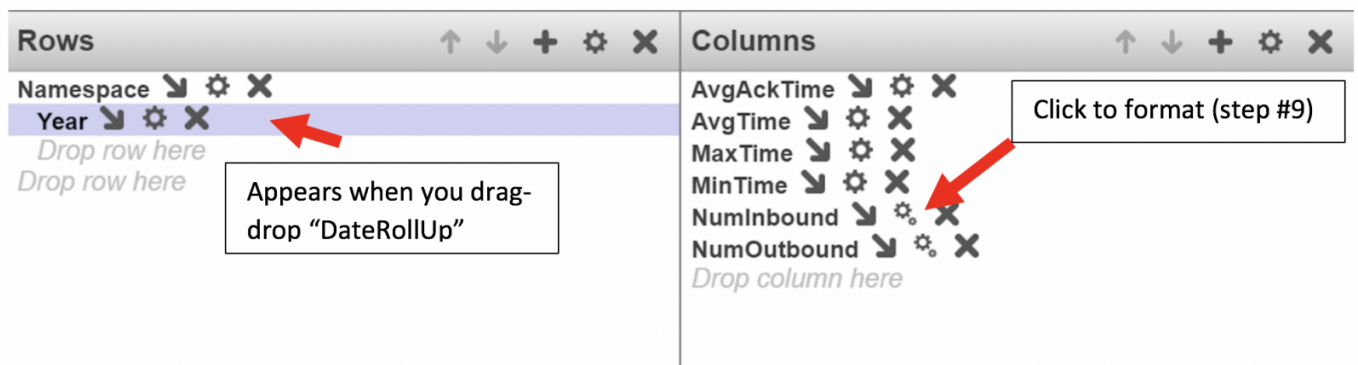 Rows
Namespace
Year
Drop row here
Drop row here
Appears when you drag-
drop “DateRollUp”
Columns
AvgAckTime
AvgTime
MaxTime
MinTime
NumInbound
NumOutbound
Drop column here
Click to format (step #9)